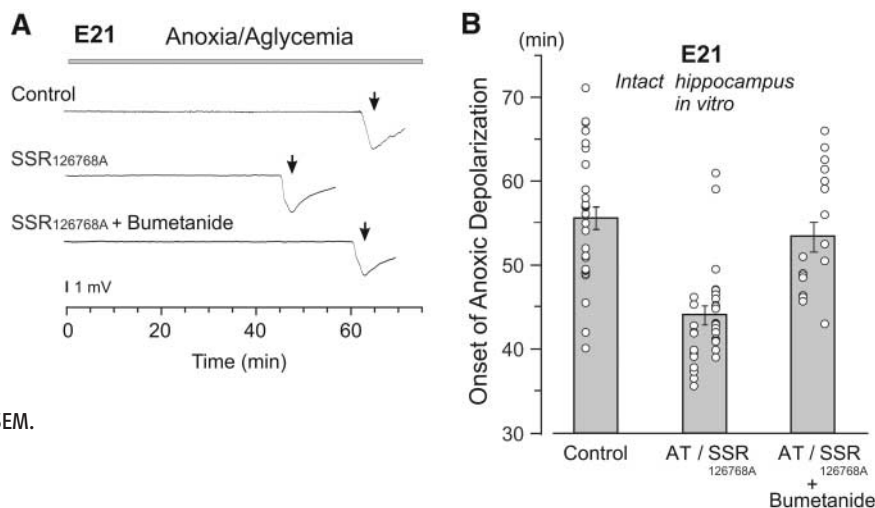 A
E21 Anoxia/Aglycemia
Control
SSR126768A
SSR126768A + Bumetanide
1 mV
0 20 40 60
Time (min)
SEM.
B
(min)
E21
Intact hippocampus
in vitro
Onset of Anoxic Depolarization
70
60
50
40
30
Control
AT / SSR
126768A
AT / SSR
126768A
+
Bumetanide